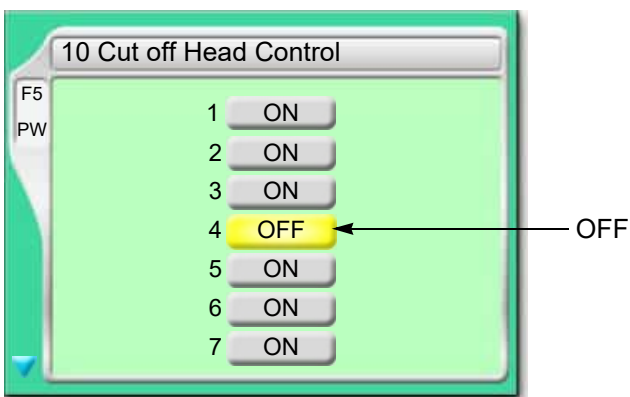 10 Cut off Head Control
F5
PW
1 ON
2 ON
3 ON
4 OFF OFF
5 ON
6 ON
7 ON